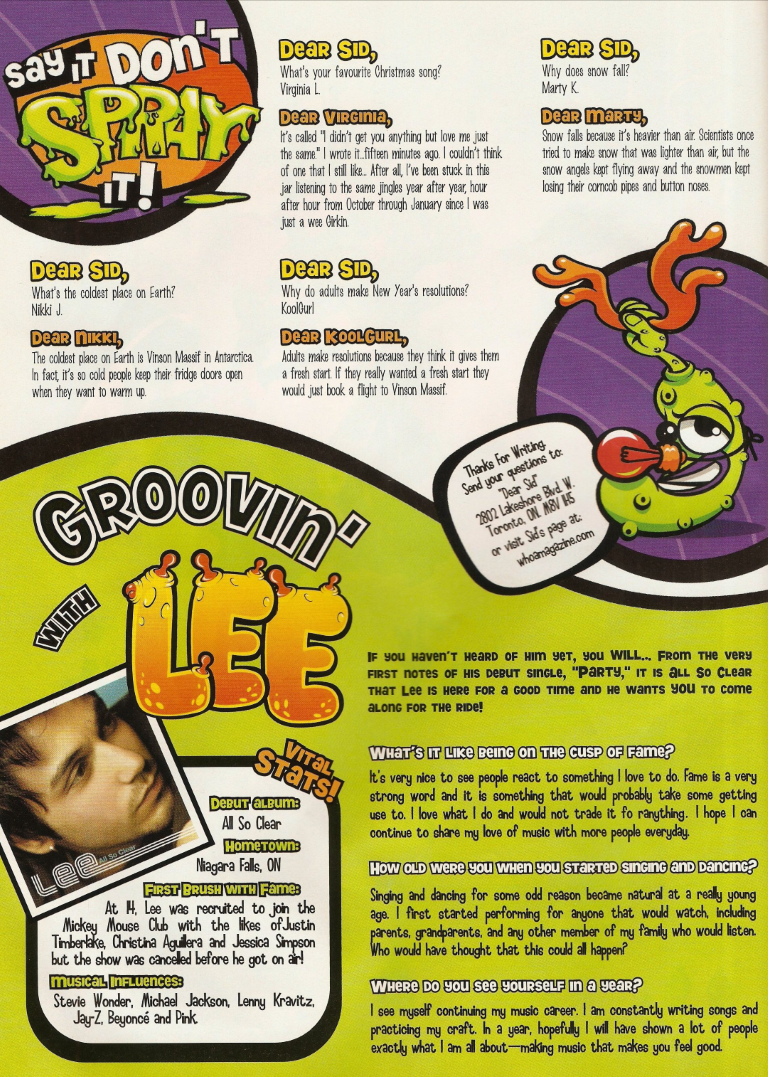 Say it Don't
Spray
it!
Dear Sid,
What's your favourite Christmas song?
Virginia L.
Dear Virginia,
It's called "I didn't get you anything but love me just
the same." I wrote it...fifteen minutes ago. I couldn't think
of one that I still like... After all, I've been stuck in this
jar listening to the same jingles year after year, hour
after hour from October through January since I was
just a wee Girkin.
Dear Sid,
Why does snow fall?
Marty K.
Dear Marty,
Snow falls because it's heavier than air. Scientists once
tried to make snow that was lighter than air, but the
snow angels kept flying away and the snowmen kept
losing their corncob pipes and button noses.
Dear Sid,
What's the coldest place on Earth?
Nikki J.
Dear Nikki,
The coldest place on Earth is Vinson Massif in Antarctica.
In fact, it's so cold people keep their fridge doors open
when they want to warm up.
Dear Sid,
Why do adults make New Year's resolutions?
KoolGurl
Dear KoolGurl,
Adults make resolutions because they think it gives them
a fresh start. If they really wanted a fresh start they
would just book a flight to Vinson Massif.
Thanks For Writing.
Send your questions to:
"Dear Sid"
2802 Lakeshore Blvd. W.
Toronto, ON. M8V 1H5
or visit Sid's page at:
whoamagazine.com
Groovin'
with
Lee
If you haven't heard of him yet, you WILL... From the very
first notes of his debut single, "Party," it is All So Clear
that Lee is here for a good time and he wants YOU to come
along for the ride!
Lee All So Clear
Vital
Stats!
Debut album:
All So Clear
Hometown:
Niagara Falls, ON
First Brush with Fame:
At 14, Lee was recruited to join the
Mickey Mouse Club with the likes ofJustin
Timberlake, Christina Aguilera and Jessica Simpson
but the show was cancelled before he got on air!
Musical Influences:
Stevie Wonder, Michael Jackson, Lenny Kravitz,
Jay-Z, Beyoncé and Pink.
What's it like being on the cusp of fame?
It's very nice to see people react to something I love to do. Fame is a very
strong word and it is something that would probably take some getting
use to. I love what I do and would not trade it fo ranything. I hope I can
continue to share my love of music with more people everyday.
How old were you when you started singing and dancing?
Singing and dancing for some odd reason became natural at a really young
age. I first started performing for anyone that would watch, including
parents, grandparents, and any other member of my family who would listen.
Who would have thought that this could all happen?
Where do you see yourself in a year?
I see myself continuing my music career. I am constantly writing songs and
practicing my craft. In a year, hopefully I will have shown a lot of people
exactly what I am all about—making music that makes you feel good.